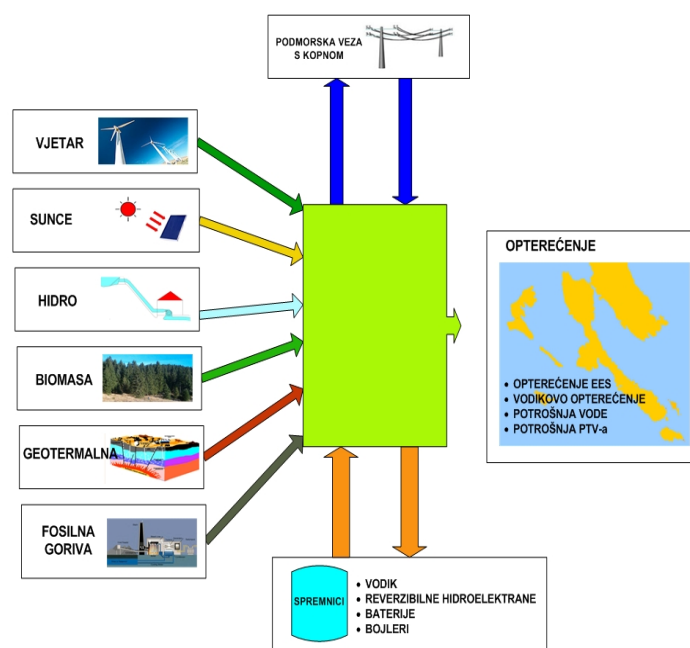 PODMORSKA VEZA
S KOPNOM
VJETAR
SUNCE
HIDRO
BIOMASA
GEOTERMALNA
FOSILNA
GORIVA
OPTEREĆENJE
• OPTEREĆENJE EES
• VODIKOVO OPTEREĆENJE
• POTROŠNJA VODE
• POTROŠNJA PTV-a
SPREMNICI
• VODIK
• REVERZIBILNE HIDROELEKTRANE
• BATERIJE
• BOJLERI